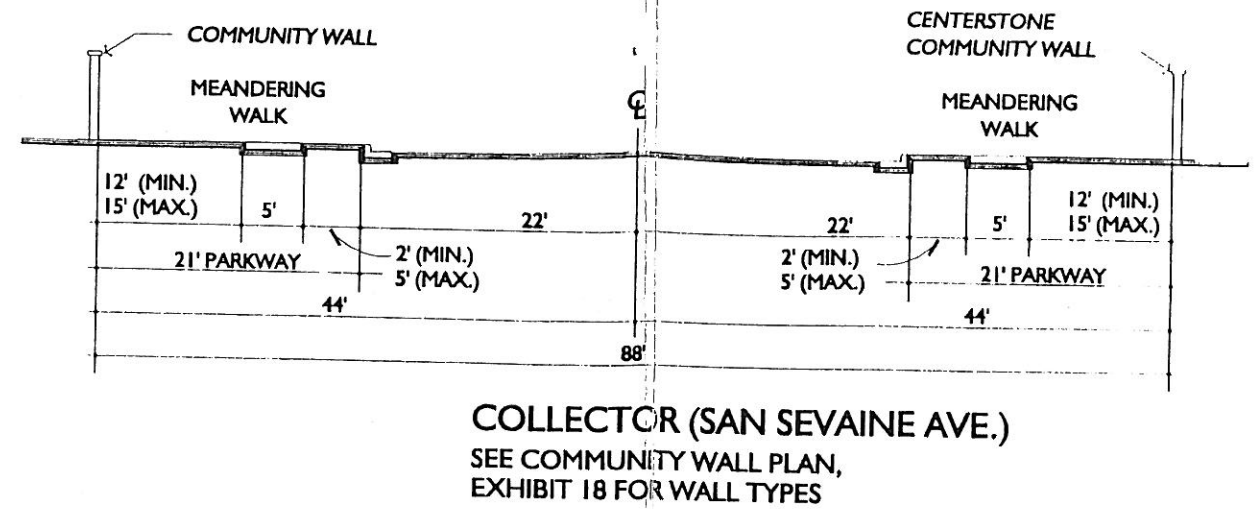 COMMUNITY WALL
CENTERSTONE
COMMUNITY WALL
MEANDERING
WALK
℄
MEANDERING
WALK
12' (MIN.)
15' (MAX.)
5'
22'
22'
5'
12' (MIN.)
15' (MAX.)
2' (MIN.)
5' (MAX.)
2' (MIN.)
5' (MAX.)
21' PARKWAY
21' PARKWAY
44'
44'
88'
COLLECTOR (SAN SEVAINE AVE.)
SEE COMMUNITY WALL PLAN,
EXHIBIT 18 FOR WALL TYPES